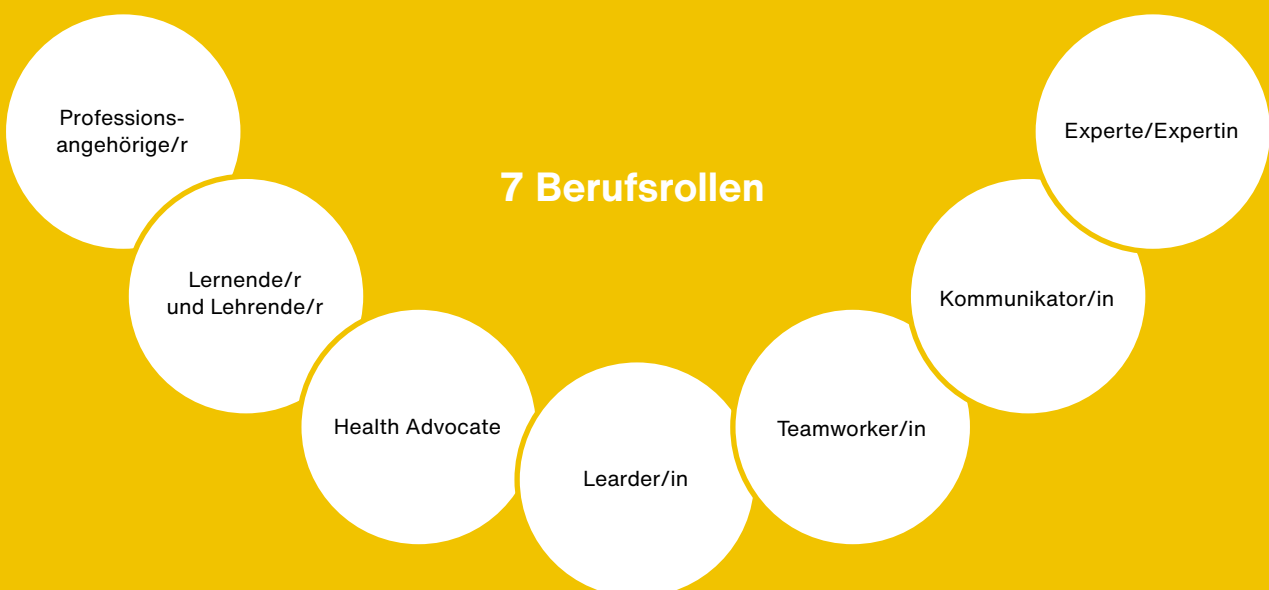 7 Berufsrollen
Professions-
angehörige/r
Lernende/r
und Lehrende/r
Health Advocate
Learder/in
Teamworker/in
Kommunikator/in
Experte/Expertin